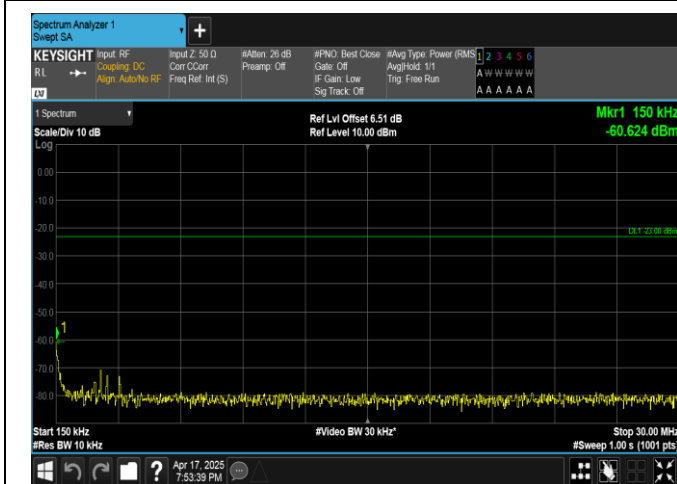 Spectrum Analyzer 1
Swept SA
KEYSIGHT Input: RF Input Z: 50 Ω #Atten: 26 dB #PNO: Best Close #Avg Type: Power (RMS 1 2 3 4 5 6
RL Coupling: DC Corr CCorr Preamp: Off Gate: Off Avg|Hold: 1/1 A W W W W W
Align: Auto/No RF Freq Ref: Int (S) IF Gain: Low Trig: Free Run
LXI Sig Track: Off A A A A A A
1 Spectrum Ref Lvl Offset 6.51 dB Mkr1 150 kHz
Scale/Div 10 dB Ref Level 10.00 dBm -60.624 dBm
Log
0.00
-10.0
-20.0
DL1 -23.00 dBm
-30.0
-40.0
-50.0
1
-60.0
-70.0
-80.0
Start 150 kHz #Video BW 30 kHz* Stop 30.00 MHz
#Res BW 10 kHz #Sweep 1.00 s (1001 pts
? Apr 17, 2025
7:53:39 PM